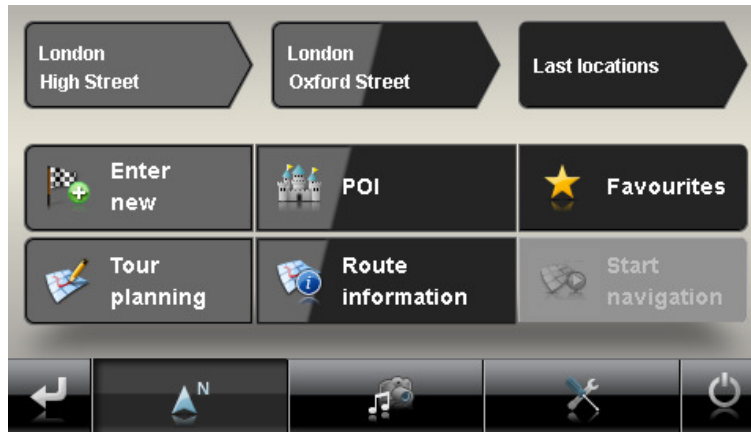 London
High Street
London
Oxford Street
Last locations
Enter
new
POI
Favourites
Tour
planning
Route
information
Start
navigation
N